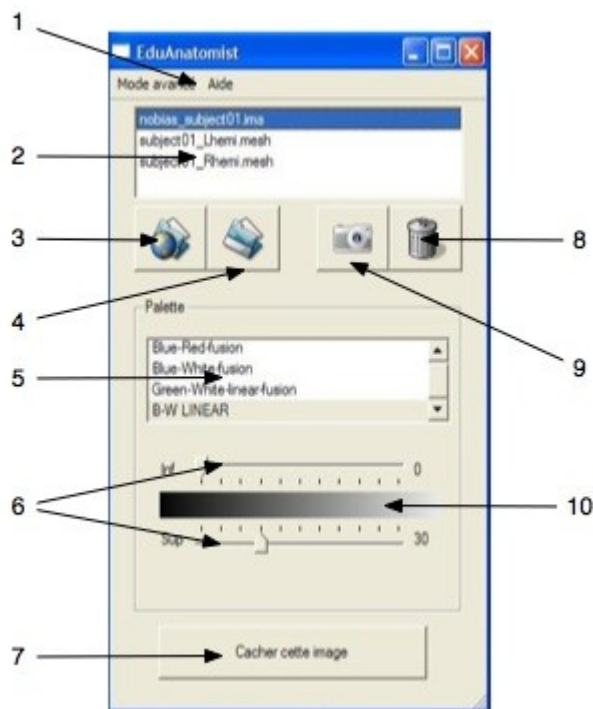 1
EduAnatomist
Mode avancé Aide
nobias_subject01.ima
2
subject01_Lhemi.mesh
subject01_Rhemi.mesh
3
8
4
9
Palette
5
Blue-Red-fusion
Blue-White-fusion
Green-White-linear-fusion
B-W LINEAR
6
Inf 0
10
Sup 30
7
Cacher cette image